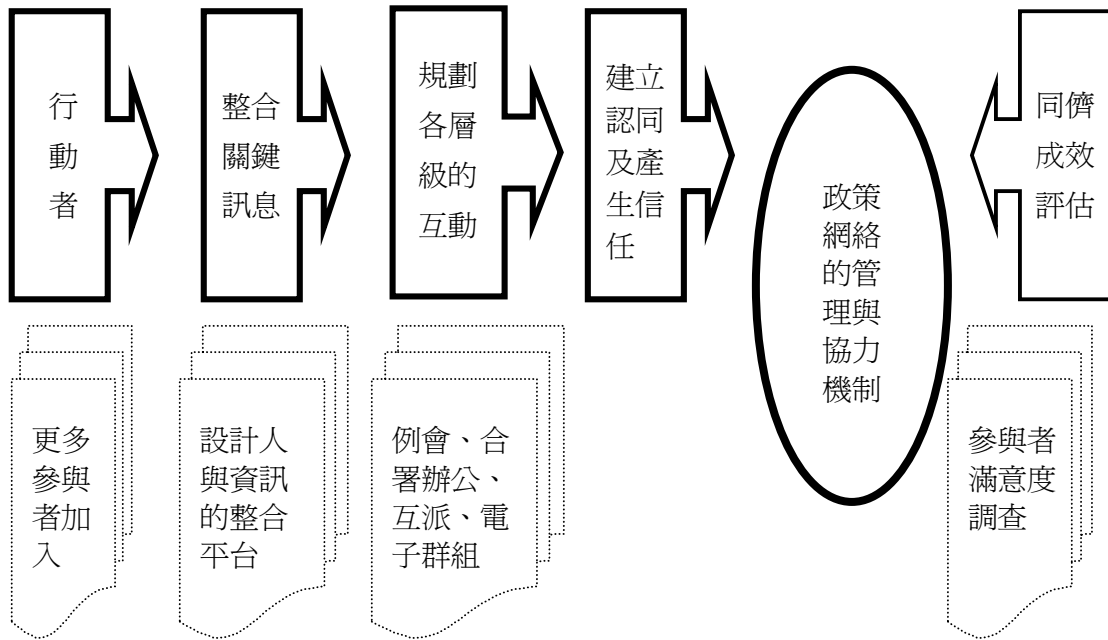 行
動
者
整合
關鍵
訊息
規劃
各層
級的
互動
建立
認同
及產
生信
任
政策
網絡
的管
理與
協力
機制
同儕
成效
評估
更多
參與
者加
入
設計人
與資訊
的整合
平台
例會、合
署辦公、
互派、電
子群組
參與者
滿意度
調查